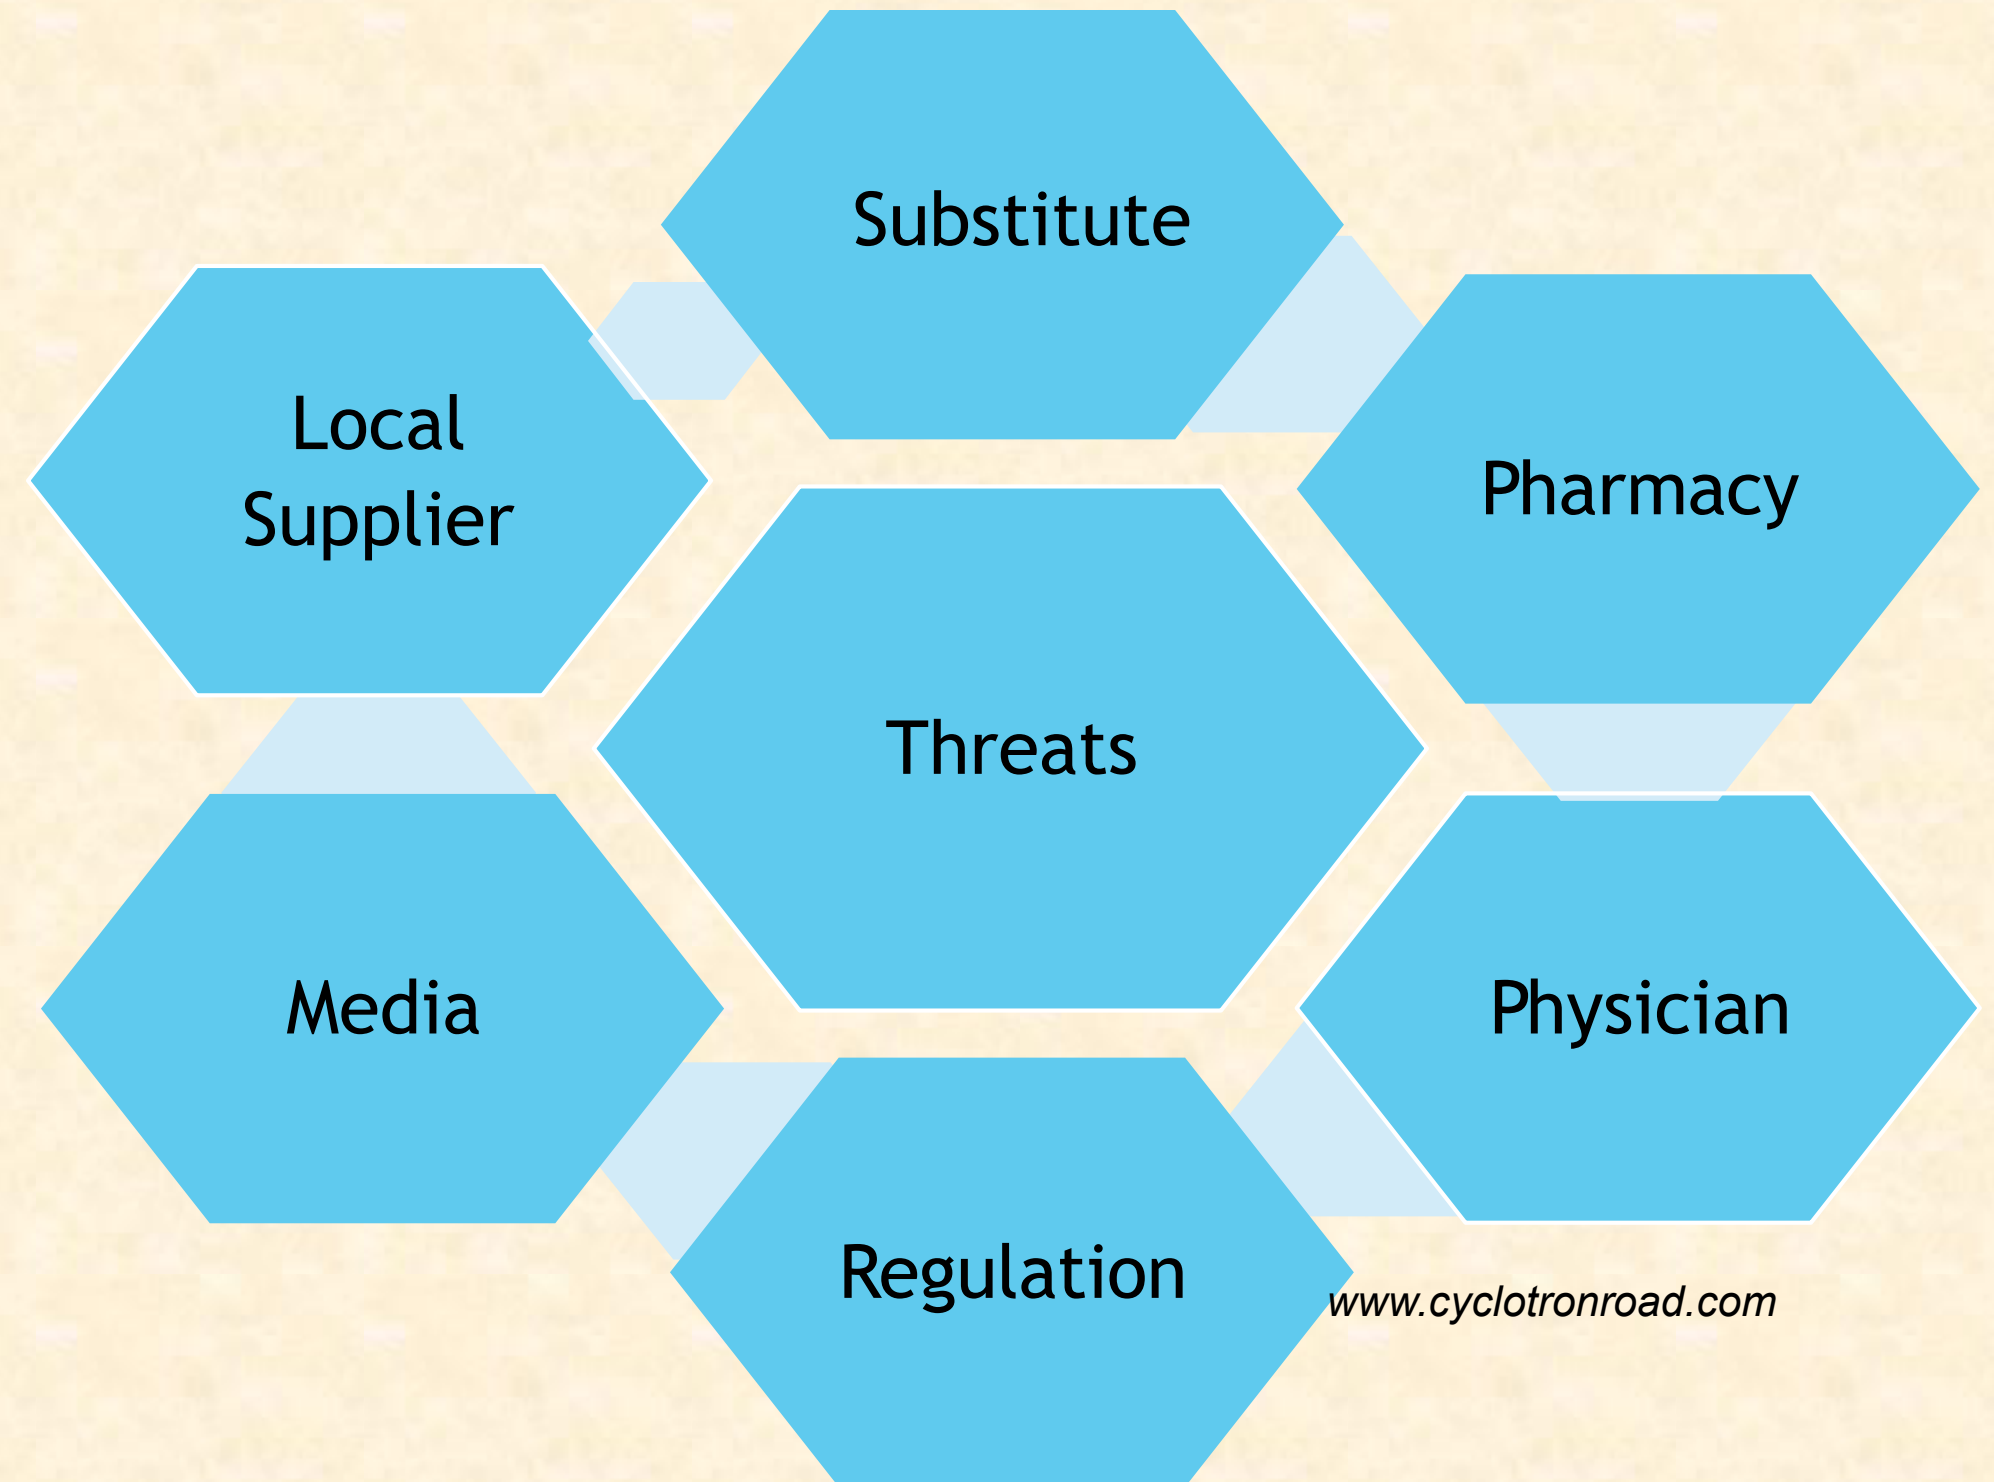 Substitute
Local
Supplier
Pharmacy
Threats
Media
Physician
Regulation
www.cyclotronroad.com